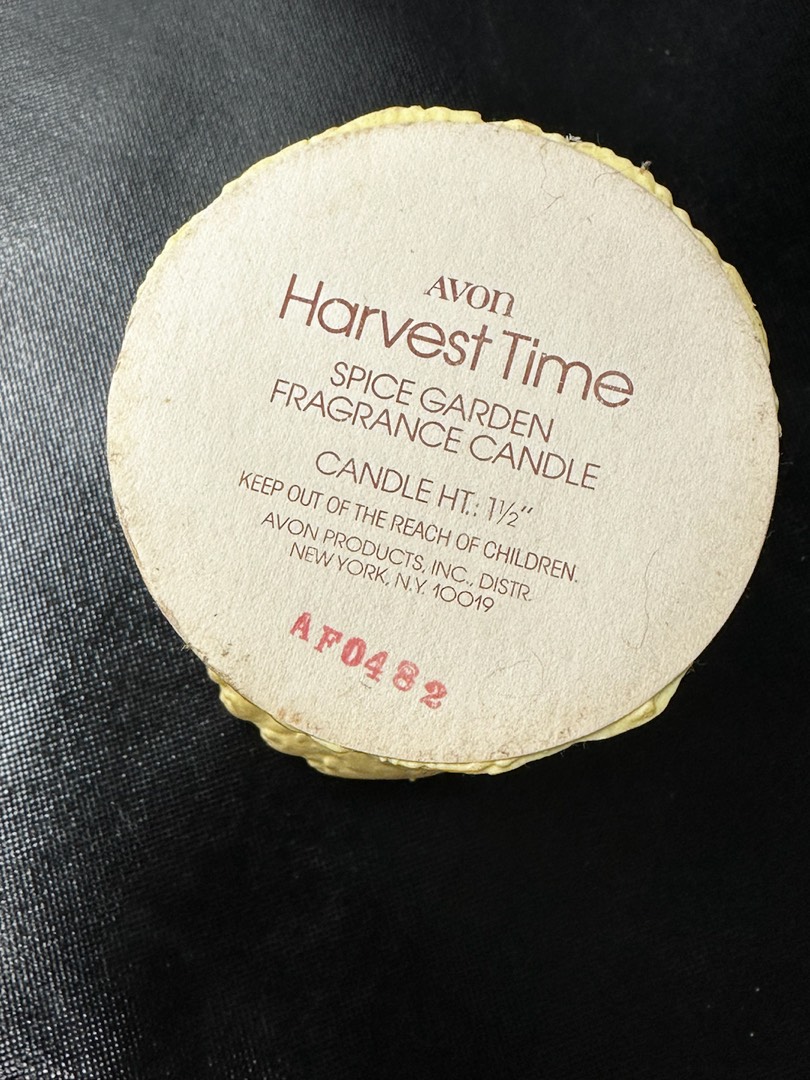 AVON
Harvest Time
SPICE GARDEN
FRAGRANCE CANDLE
CANDLE HT.: 1½"
KEEP OUT OF THE REACH OF CHILDREN.
AVON PRODUCTS, INC., DISTR.
NEW YORK, N.Y. 10019
AF0482